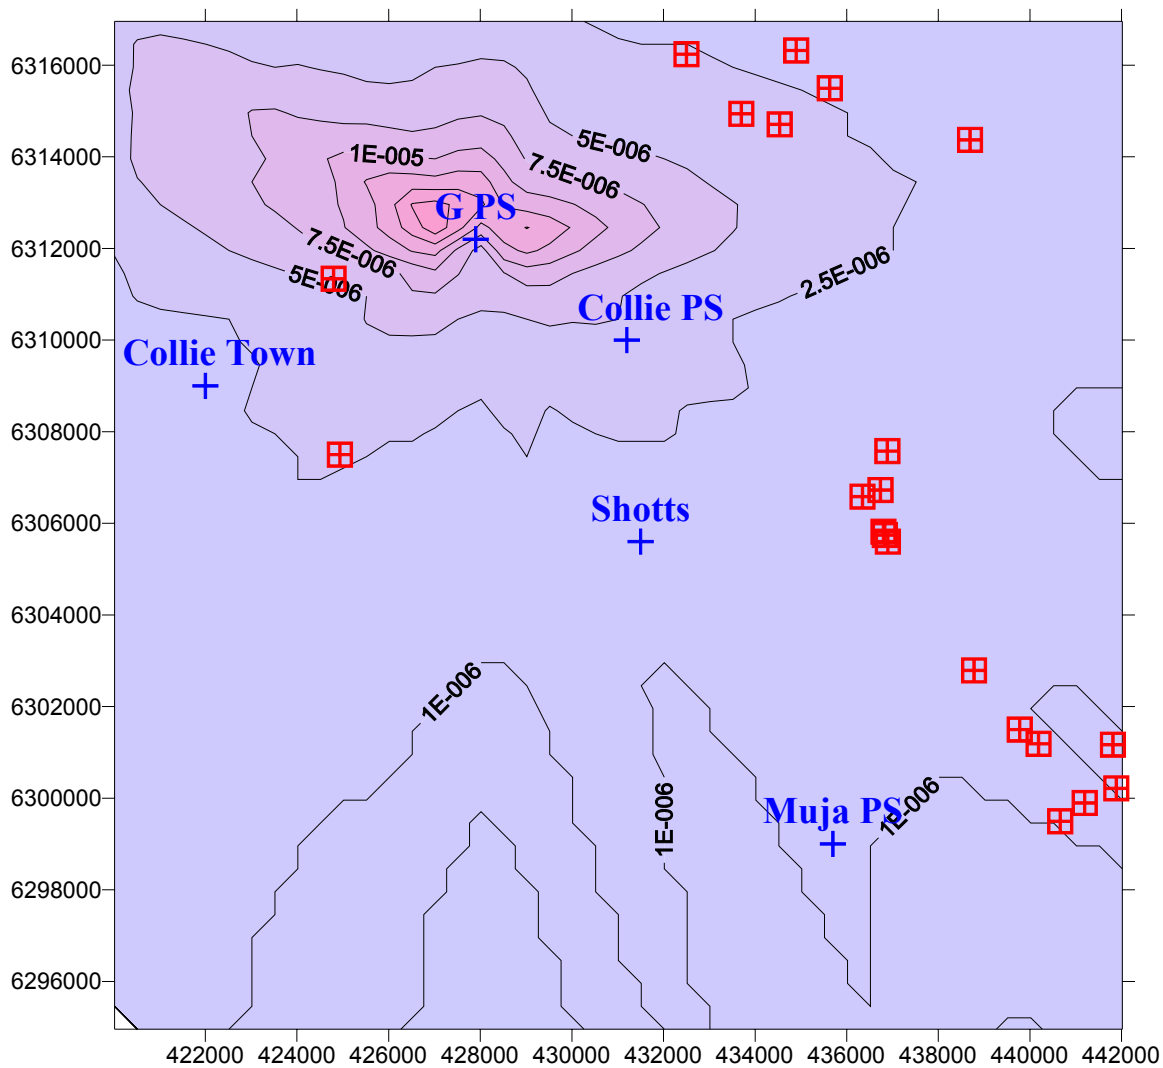 6316000
6314000
6312000
6310000
6308000
6306000
6304000
6302000
6300000
6298000
6296000
5E-006
1E-005
7.5E-006
G PS
7.5E-006
5E-006
2.5E-006
Collie PS
Collie Town
Shotts
1E-006
1E-006
Muja PS
1E-006
422000 424000 426000 428000 430000 432000 434000 436000 438000 440000 442000